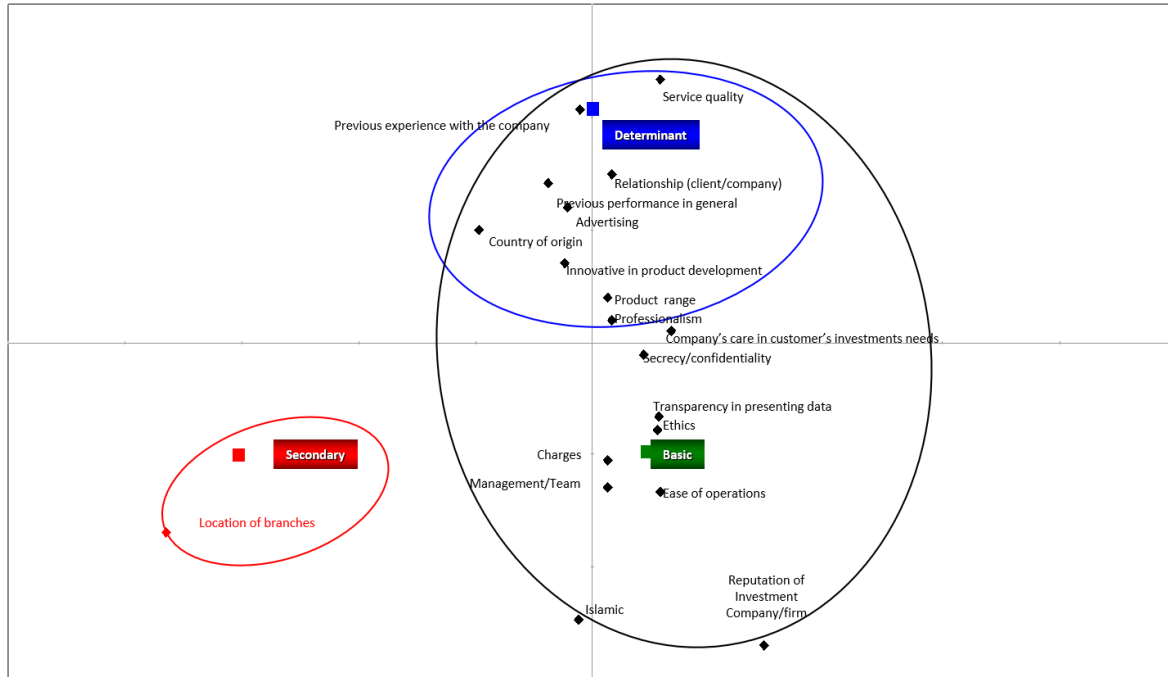 Service quality
Previous experience with the company
Determinant
Relationship (client/company)
Previous performance in general
Advertising
Country of origin
Innovative in product development
Product range
Professionalism
Company's care in customer's investments needs
Secrecy/confidentiality
Transparency in presenting data
Ethics
Secondary
Charges
Basic
Management/Team
Ease of operations
Location of branches
Reputation of
Investment
Company/firm
Islamic